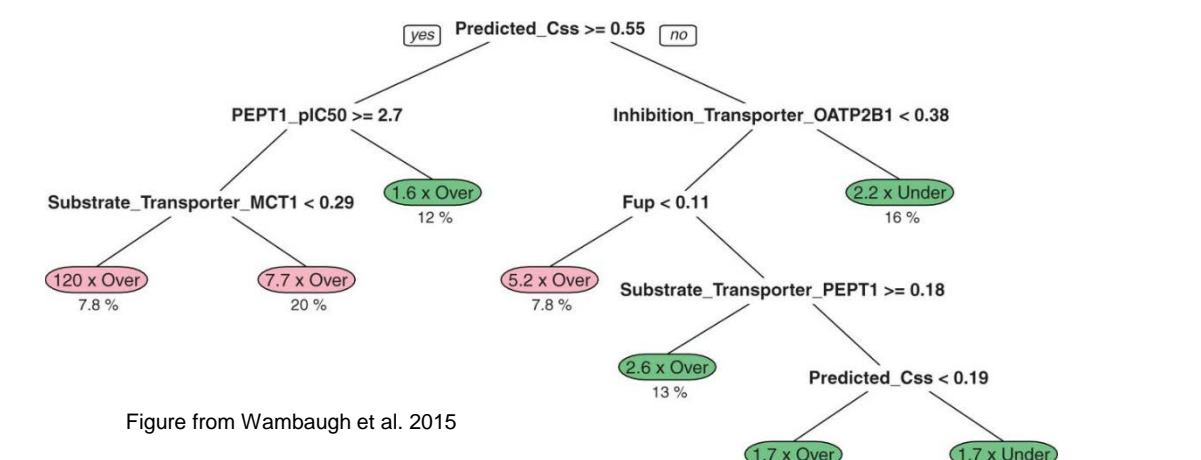 yes Predicted_Css >= 0.55 no
PEPT1_pIC50 >= 2.7
Inhibition_Transporter_OATP2B1 < 0.38
Substrate_Transporter_MCT1 < 0.29
1.6 x Over
12 %
Fup < 0.11
2.2 x Under
16 %
120 x Over
7.8 %
7.7 x Over
20 %
5.2 x Over
7.8 %
Substrate_Transporter_PEPT1 >= 0.18
2.6 x Over
13 %
Predicted_Css < 0.19
Figure from Wambaugh et al. 2015
1.7 x Over
1.7 x Under